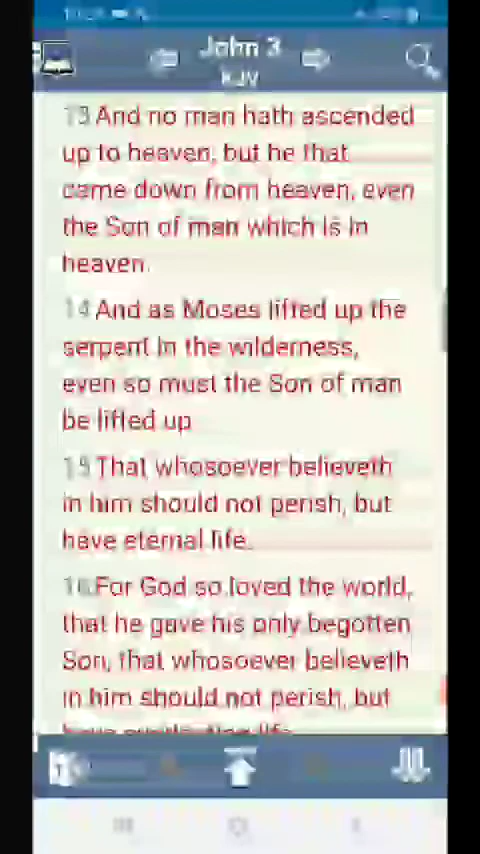 John 3
KJV
13 And no man hath ascended
up to heaven, but he that
came down from heaven, even
the Son of man which is in
heaven.
14 And as Moses lifted up the
serpent in the wilderness,
even so must the Son of man
be lifted up
15 That whosoever believeth
in him should not perish, but
have eternal life.
16 For God so loved the world,
that he gave his only begotten
Son, that whosoever believeth
in him should not perish, but